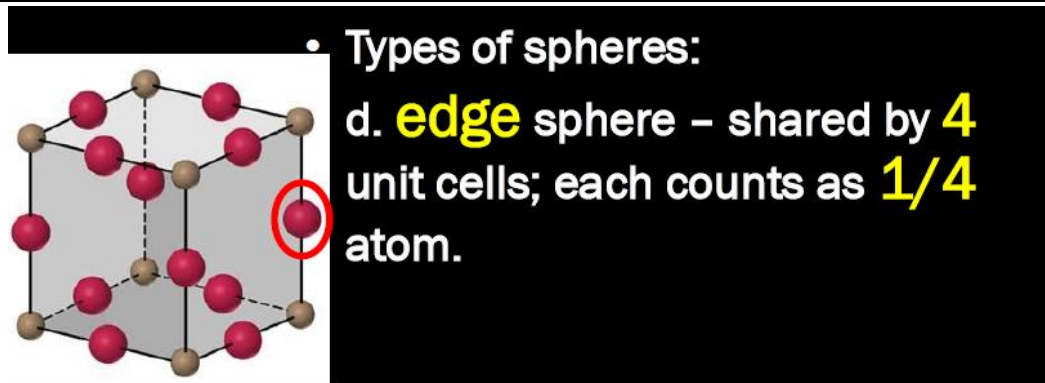 • Types of spheres:
d. edge sphere – shared by 4
unit cells; each counts as 1/4
atom.